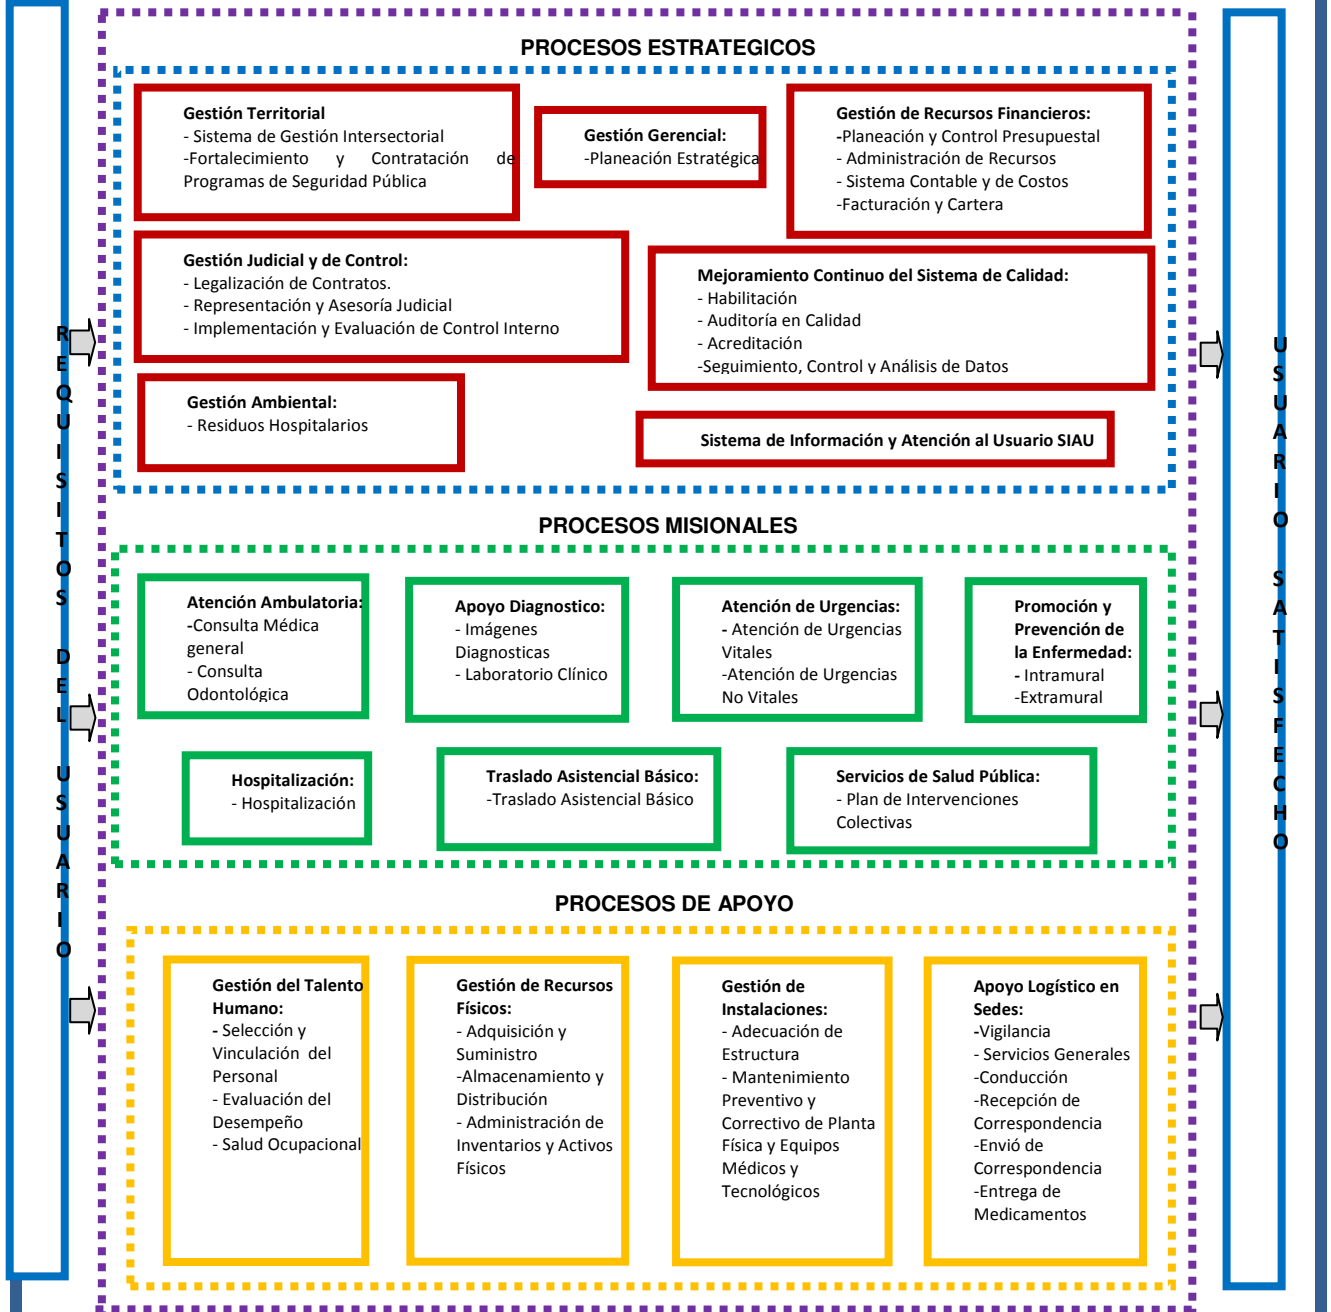 REQUISITOS DEL USUARIO
PROCESOS ESTRATEGICOS
Gestión Territorial
- Sistema de Gestión Intersectorial
-Fortalecimiento y Contratación de
Programas de Seguridad Pública
Gestión Gerencial:
-Planeación Estratégica
Gestión de Recursos Financieros:
-Planeación y Control Presupuestal
- Administración de Recursos
- Sistema Contable y de Costos
-Facturación y Cartera
Gestión Judicial y de Control:
- Legalización de Contratos.
- Representación y Asesoría Judicial
- Implementación y Evaluación de Control Interno
Mejoramiento Continuo del Sistema de Calidad:
- Habilitación
- Auditoría en Calidad
- Acreditación
-Seguimiento, Control y Análisis de Datos
Gestión Ambiental:
- Residuos Hospitalarios
Sistema de Información y Atención al Usuario SIAU
PROCESOS MISIONALES
Atención Ambulatoria:
-Consulta Médica
general
- Consulta
Odontológica
Apoyo Diagnostico:
- Imágenes
Diagnosticas
- Laboratorio Clínico
Atención de Urgencias:
- Atención de Urgencias
Vitales
-Atención de Urgencias
No Vitales
Promoción y
Prevención de
la Enfermedad:
- Intramural
-Extramural
Hospitalización:
- Hospitalización
Traslado Asistencial Básico:
-Traslado Asistencial Básico
Servicios de Salud Pública:
- Plan de Intervenciones
Colectivas
PROCESOS DE APOYO
Gestión del Talento
Humano:
- Selección y
Vinculación del
Personal
- Evaluación del
Desempeño
- Salud Ocupacional
Gestión de Recursos
Físicos:
- Adquisición y
Suministro
-Almacenamiento y
Distribución
- Administración de
Inventarios y Activos
Físicos
Gestión de
Instalaciones:
- Adecuación de
Estructura
- Mantenimiento
Preventivo y
Correctivo de Planta
Física y Equipos
Médicos y
Tecnológicos
Apoyo Logístico en
Sedes:
-Vigilancia
- Servicios Generales
-Conducción
-Recepción de
Correspondencia
-Envió de
Correspondencia
-Entrega de
Medicamentos
USUARIO SATISFECHO